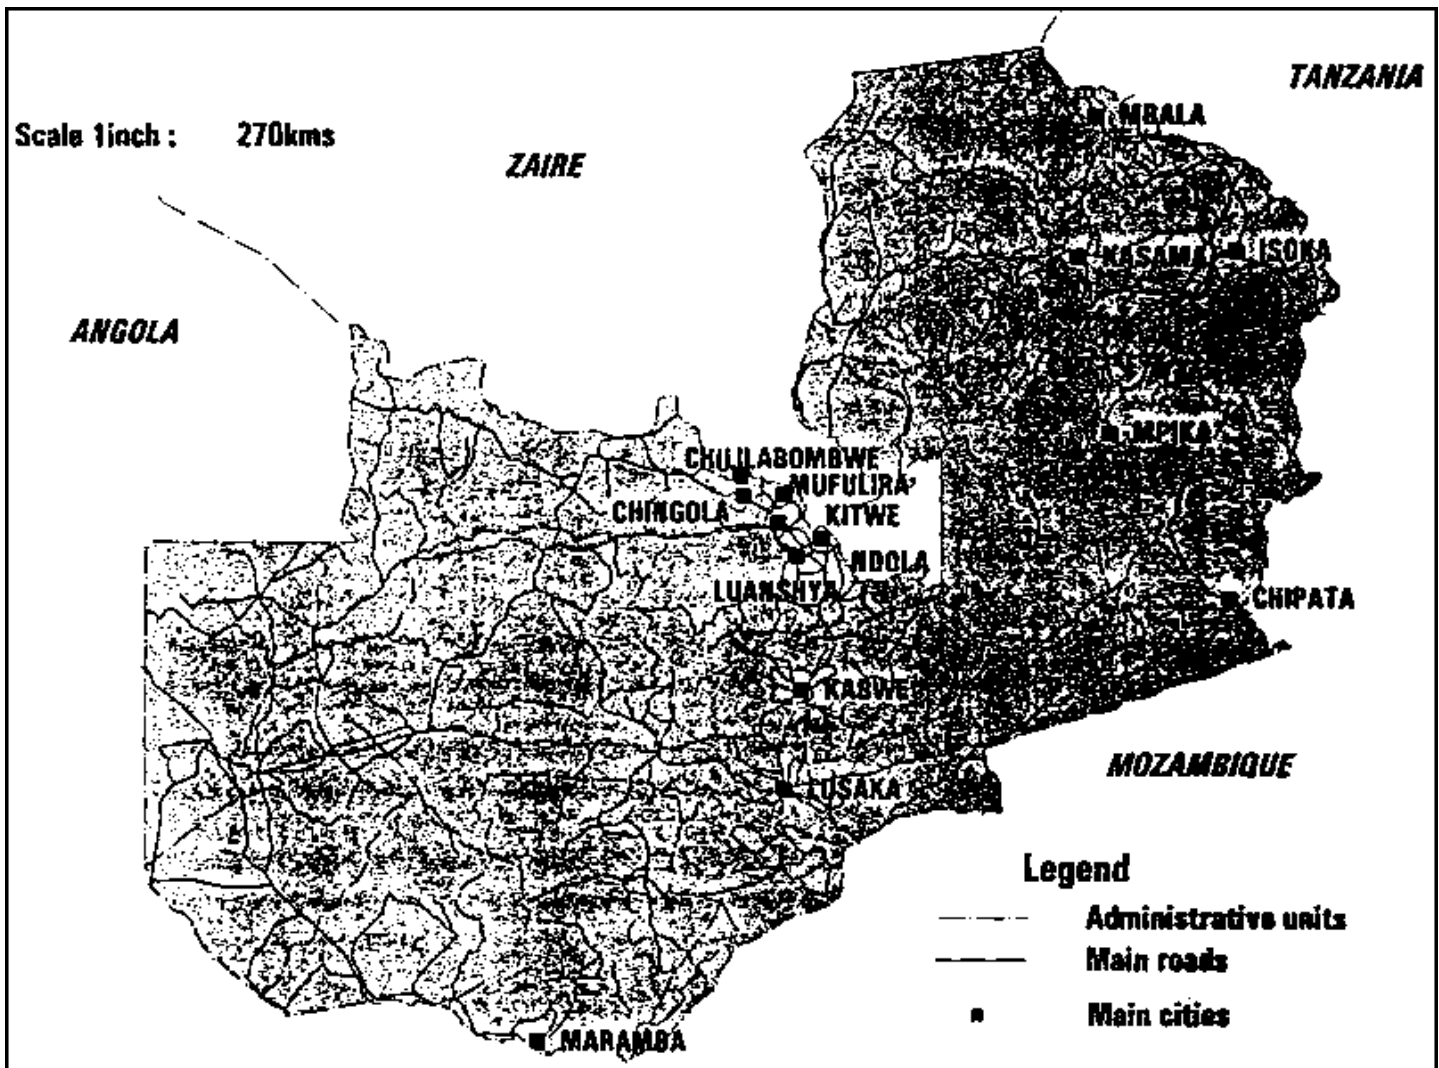 TANZANIA
MBALA
Scale 1inch : 270kms
ZAIRE
KASAMA
ISOKA
ANGOLA
MPIKA
CHILILABOMBWE
MUFULIRA
CHINGOLA
KITWE
NDOLA
LUANSHYA
CHIPATA
KABWE
MOZAMBIQUE
LUSAKA
Legend
Administrative units
Main roads
Main cities
MARAMBA